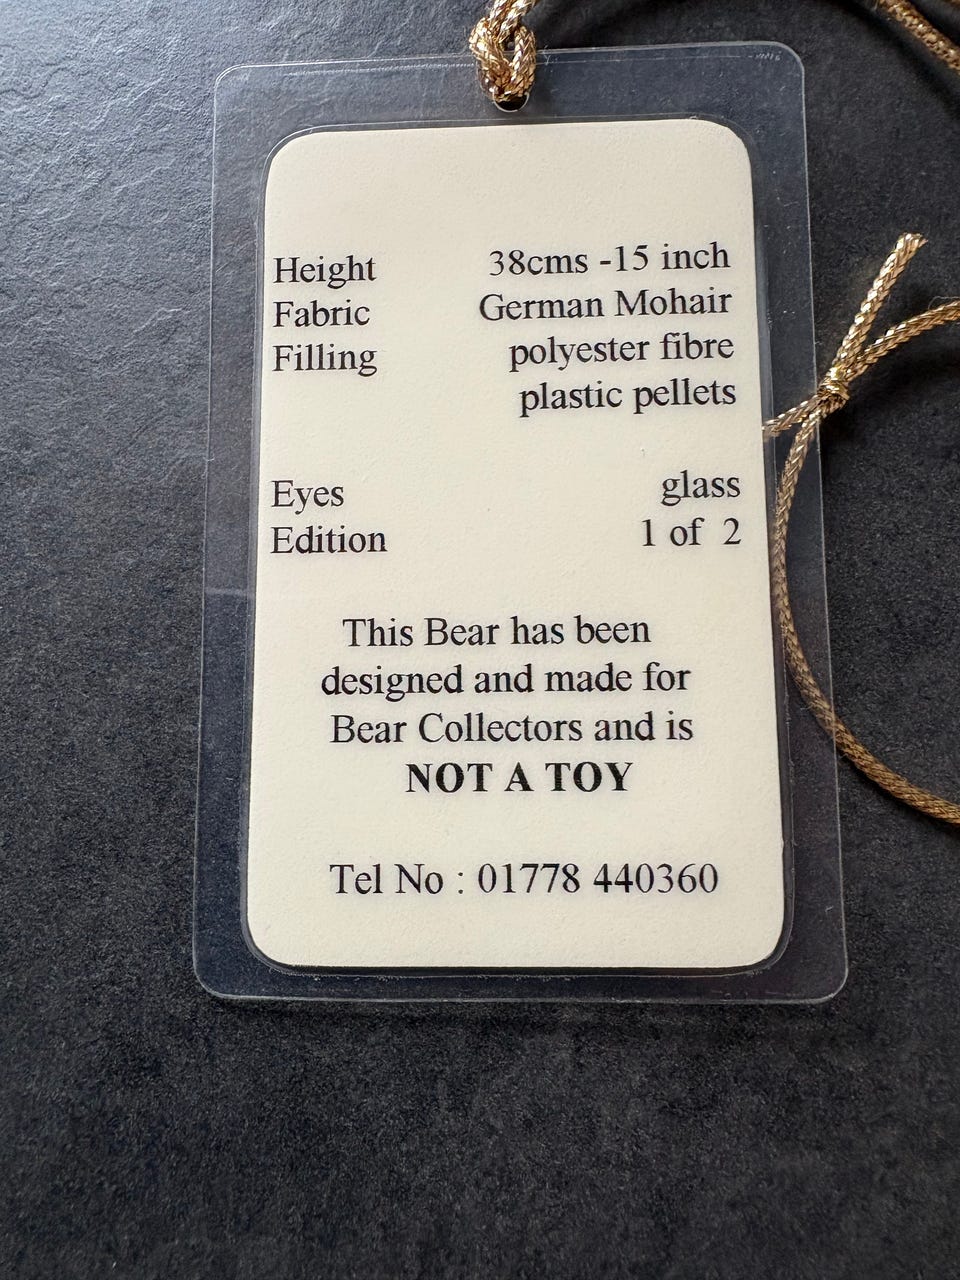 Height 38cms -15 inch
Fabric German Mohair
Filling polyester fibre
plastic pellets
Eyes glass
Edition 1 of 2
This Bear has been
designed and made for
Bear Collectors and is
NOT A TOY
Tel No : 01778 440360